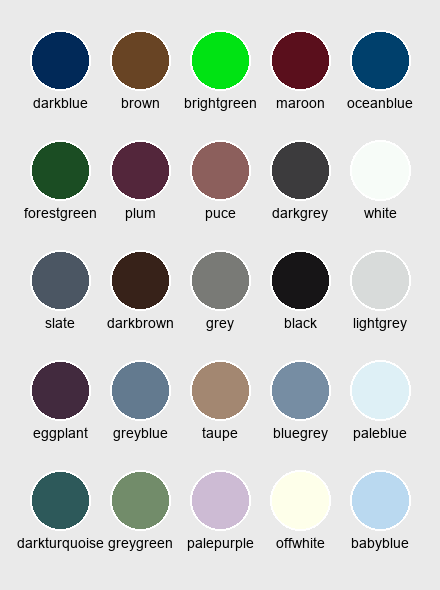 darkblue brown brightgreen maroon oceanblue
forestgreen plum puce darkgrey white
slate darkbrown grey black lightgrey
eggplant greyblue taupe bluegrey paleblue
darkturquoise greygreen palepurple offwhite babyblue